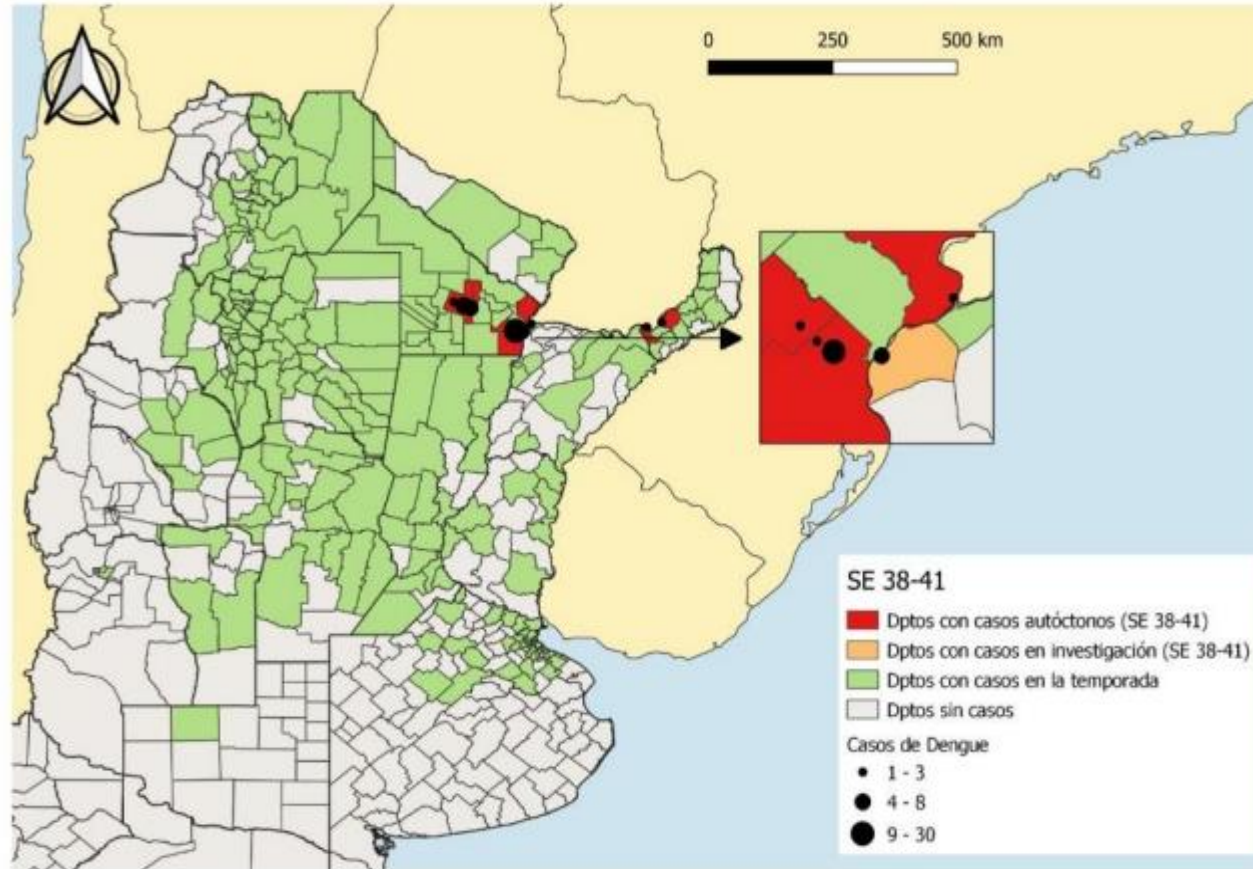 0 250 500 km
SE 38-41
Dptos con casos autóctonos (SE 38-41)
Dptos con casos en investigación (SE 38-41)
Dptos con casos en la temporada
Dptos sin casos
Casos de Dengue
1 - 3
4 - 8
9 - 30